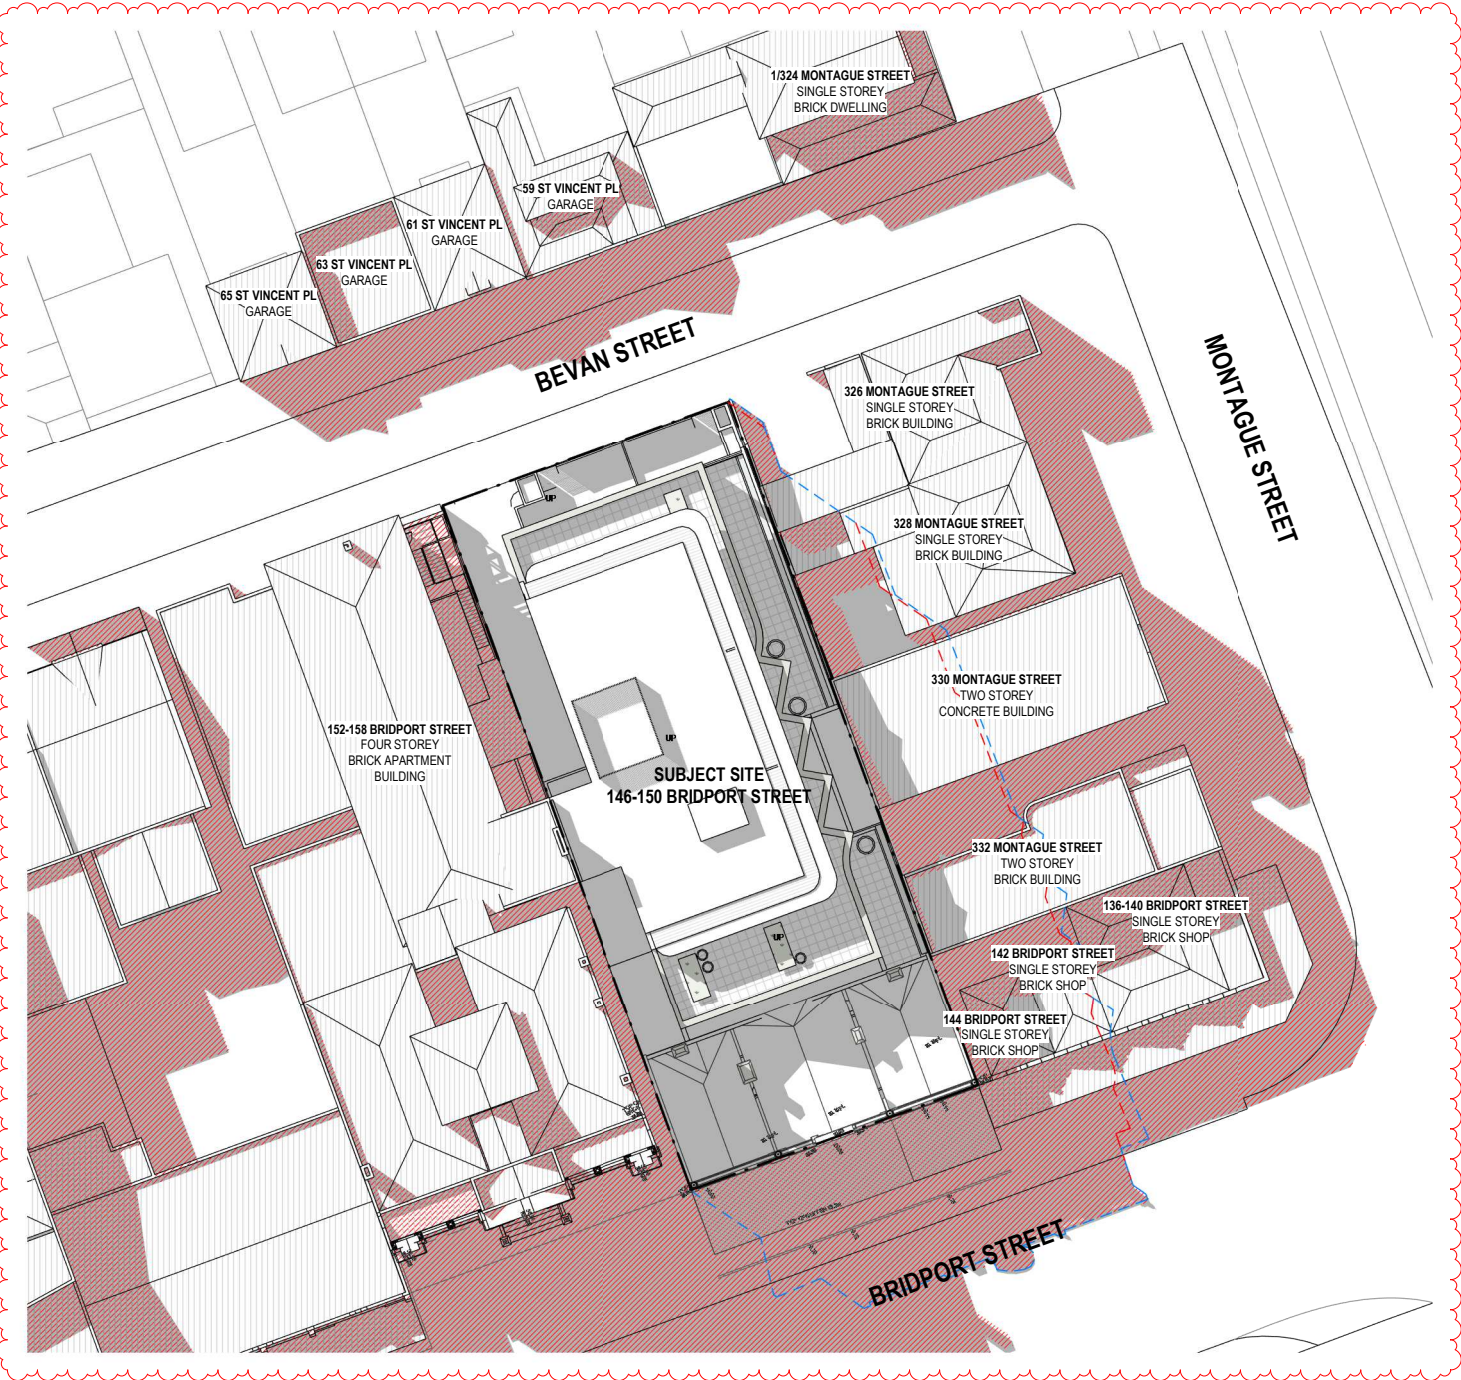 1/324 MONTAGUE STREET
SINGLE STOREY
BRICK DWELLING
59 ST VINCENT PL
GARAGE
61 ST VINCENT PL
GARAGE
63 ST VINCENT PL
GARAGE
65 ST VINCENT PL
GARAGE
BEVAN STREET
MONTAGUE STREET
326 MONTAGUE STREET
SINGLE STOREY
BRICK BUILDING
UP
328 MONTAGUE STREET
SINGLE STOREY
BRICK BUILDING
330 MONTAGUE STREET
TWO STOREY
CONCRETE BUILDING
152-158 BRIDPORT STREET
FOUR STOREY
BRICK APARTMENT
BUILDING
UP
SUBJECT SITE
146-150 BRIDPORT STREET
332 MONTAGUE STREET
TWO STOREY
BRICK BUILDING
136-140 BRIDPORT STREET
SINGLE STOREY
BRICK SHOP
UP
142 BRIDPORT STREET
SINGLE STOREY
BRICK SHOP
144 BRIDPORT STREET
SINGLE STOREY
BRICK SHOP
BRIDPORT STREET